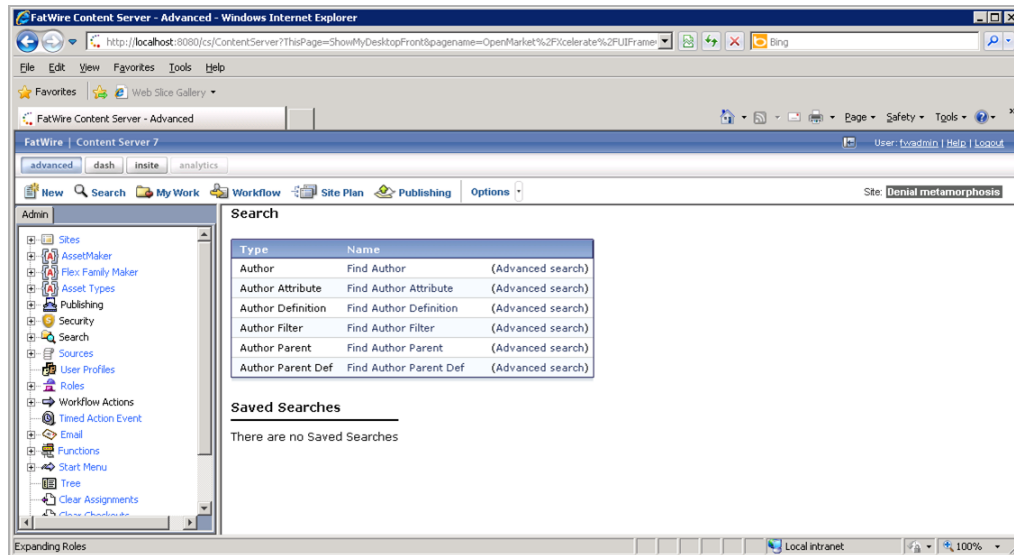 FatWire Content Server - Advanced - Windows Internet Explorer
http://localhost:8080/cs/ContentServer?ThisPage=ShowMyDesktopFront&pagename=OpenMarket%2FXcelerate%2FUIFrame
Bing
File Edit View Favorites Tools Help
Favorites Web Slice Gallery
FatWire Content Server - Advanced
Page Safety Tools »
FatWire | Content Server 7
User: fwadmin | Help | Logout
advanced dash insite analytics
New Search My Work Workflow Site Plan Publishing Options Site: Denial metamorphosis
Admin
Search
Sites
AssetMaker
Flex Family Maker
Asset Types
Publishing
Security
Search
Sources
User Profiles
Roles
Workflow Actions
Timed Action Event
Email
Functions
Start Menu
Tree
Clear Assignments
Clear Checkouts
Type Name
Author Find Author (Advanced search)
Author Attribute Find Author Attribute (Advanced search)
Author Definition Find Author Definition (Advanced search)
Author Filter Find Author Filter (Advanced search)
Author Parent Find Author Parent (Advanced search)
Author Parent Def Find Author Parent Def (Advanced search)
Saved Searches
There are no Saved Searches
Expanding Roles Local intranet 100%